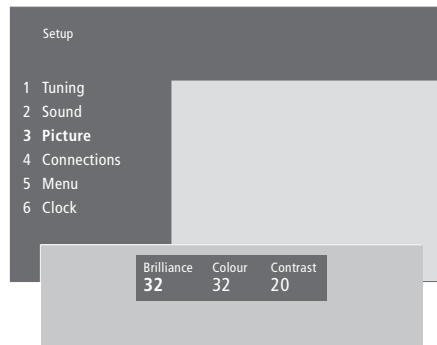 Setup
1 Tuning
2 Sound
3 Picture
4 Connections
5 Menu
6 Clock
Brilliance Colour Contrast
32 32 20